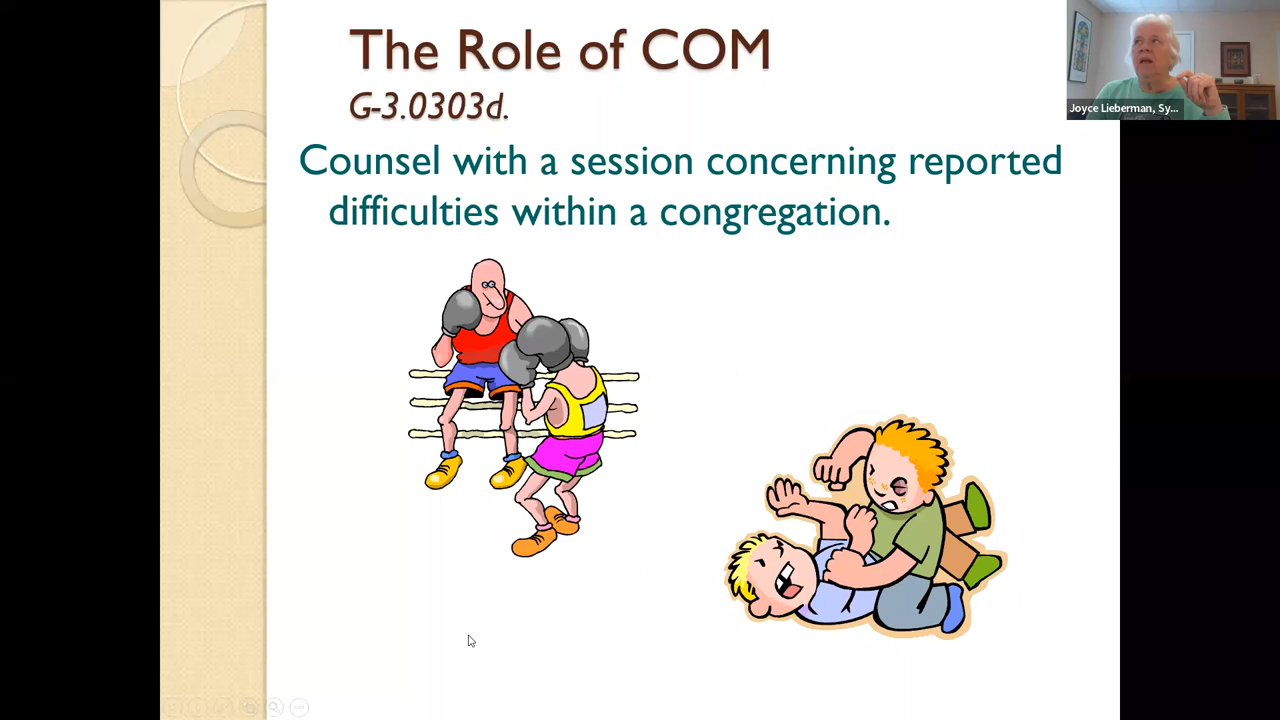 The Role of COM
G-3.0303d.
Counsel with a session concerning reported
difficulties within a congregation.
Joyce Lieberman, Sy...